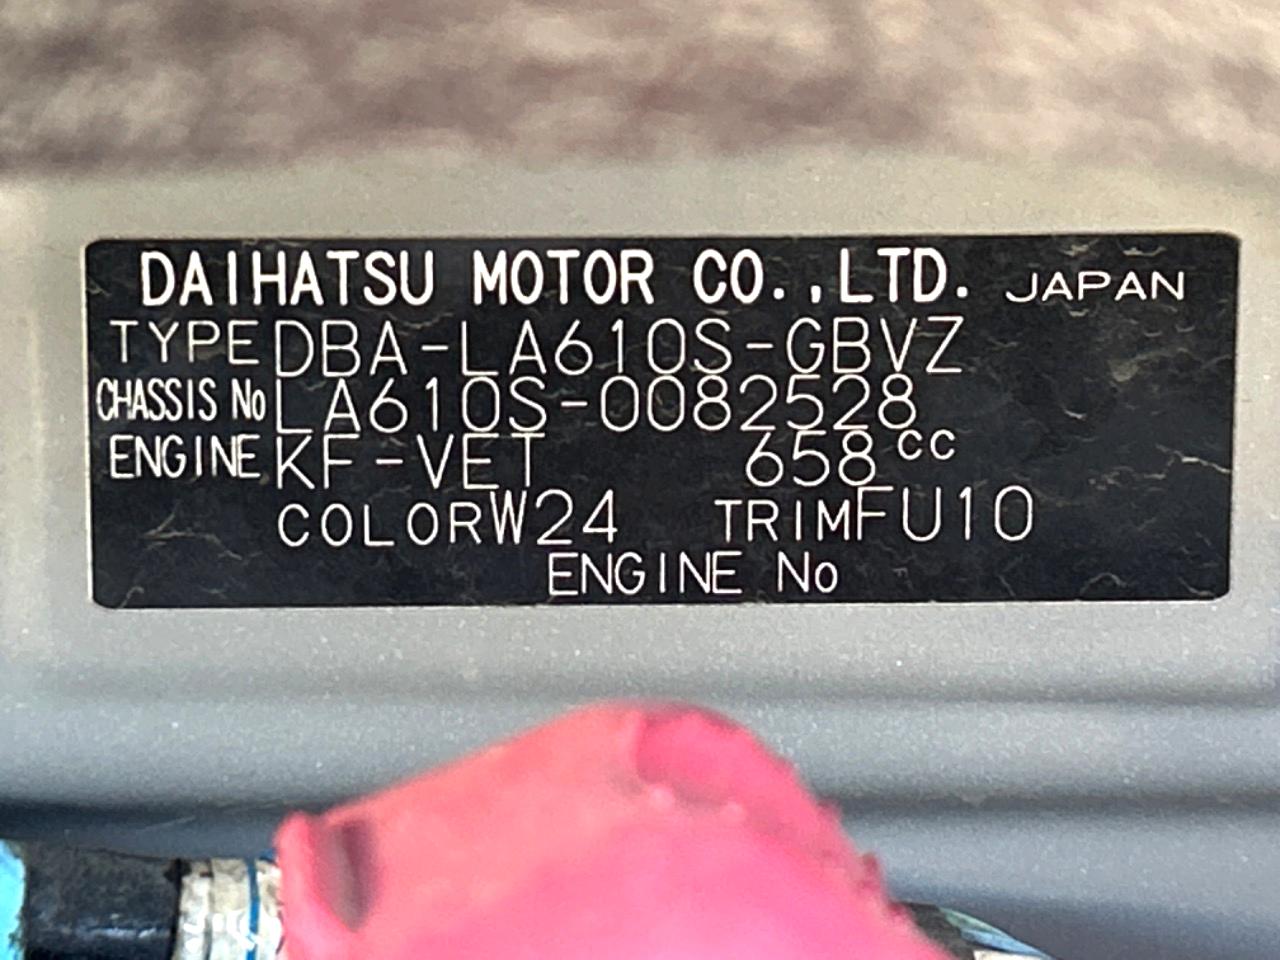 DAIHATSU MOTOR CO.,LTD. JAPAN
TYPE DBA-LA610S-GBVZ
CHASSIS No LA610S-0082528
ENGINE KF-VET 658cc
COLOR W24 TRIM FU10
ENGINE No